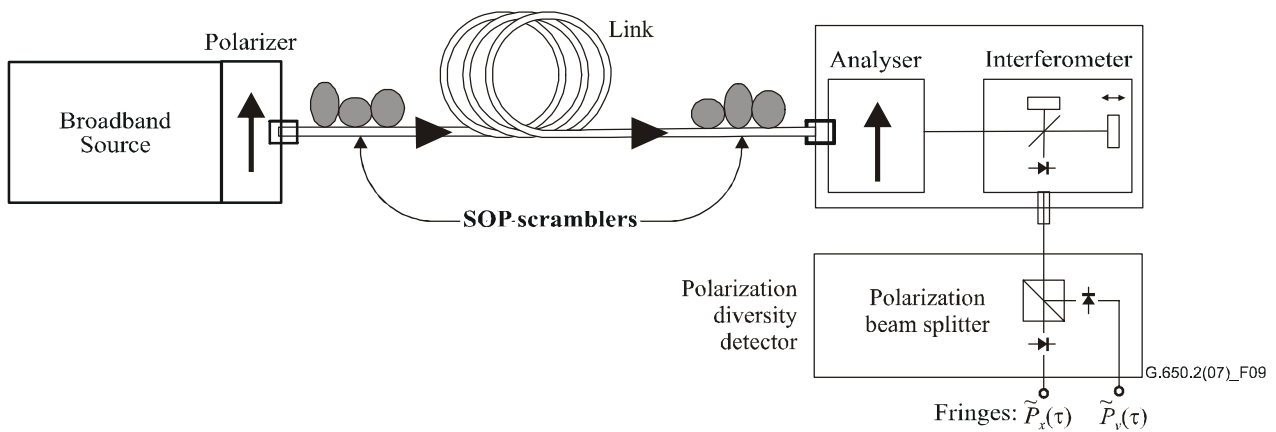 Polarizer
Link
Analyser
Interferometer
Broadband
Source
SOP-scramblers
Polarization
diversity
detector
Polarization
beam splitter
G.650.2(07)_F09
Fringes: P̃x(τ) P̃y(τ)